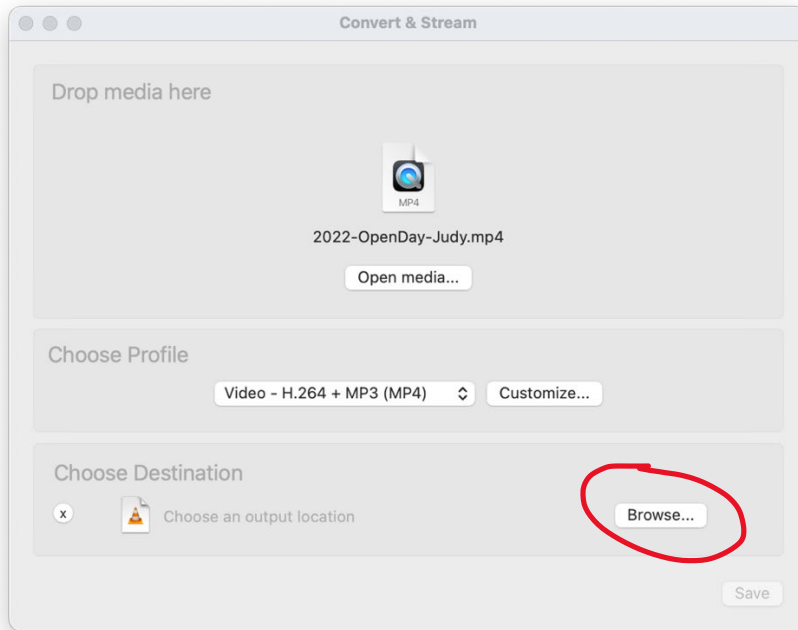 Convert & Stream
Drop media here
MP4
2022-OpenDay-Judy.mp4
Open media...
Choose Profile
Video - H.264 + MP3 (MP4)
Customize...
Choose Destination
x
Choose an output location
Browse...
Save